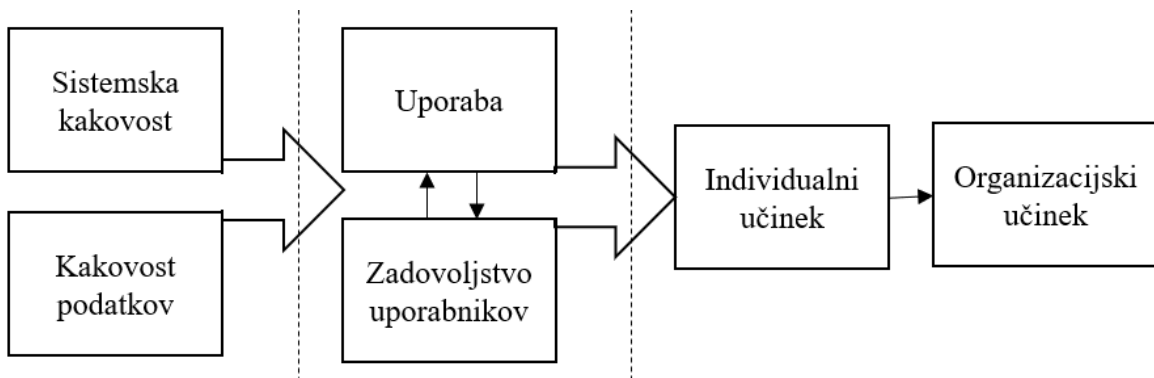 Sistemska
kakovost
Kakovost
podatkov
Uporaba
Zadovoljstvo
uporabnikov
Individualni
učinek
Organizacijski
učinek